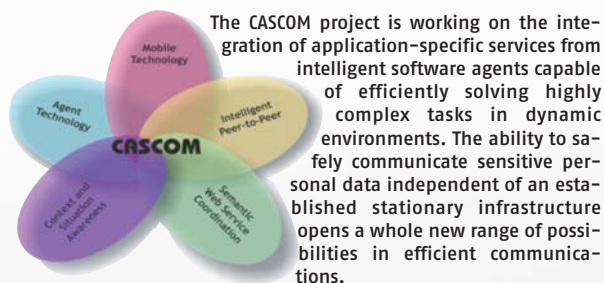 Mobile
Technology
Agent
Technology
Intelligent
Peer-to-Peer
CASCOM
Context and
Situation
Awareness
Semantic
Web Service
Coordination
The CASCOM project is working on the inte-
gration of application-specific services from
intelligent software agents capable
of efficiently solving highly
complex tasks in dynamic
environments. The ability to sa-
fely communicate sensitive per-
sonal data independent of an esta-
blished stationary infrastructure
opens a whole new range of possi-
bilities in efficient communica-
tions.